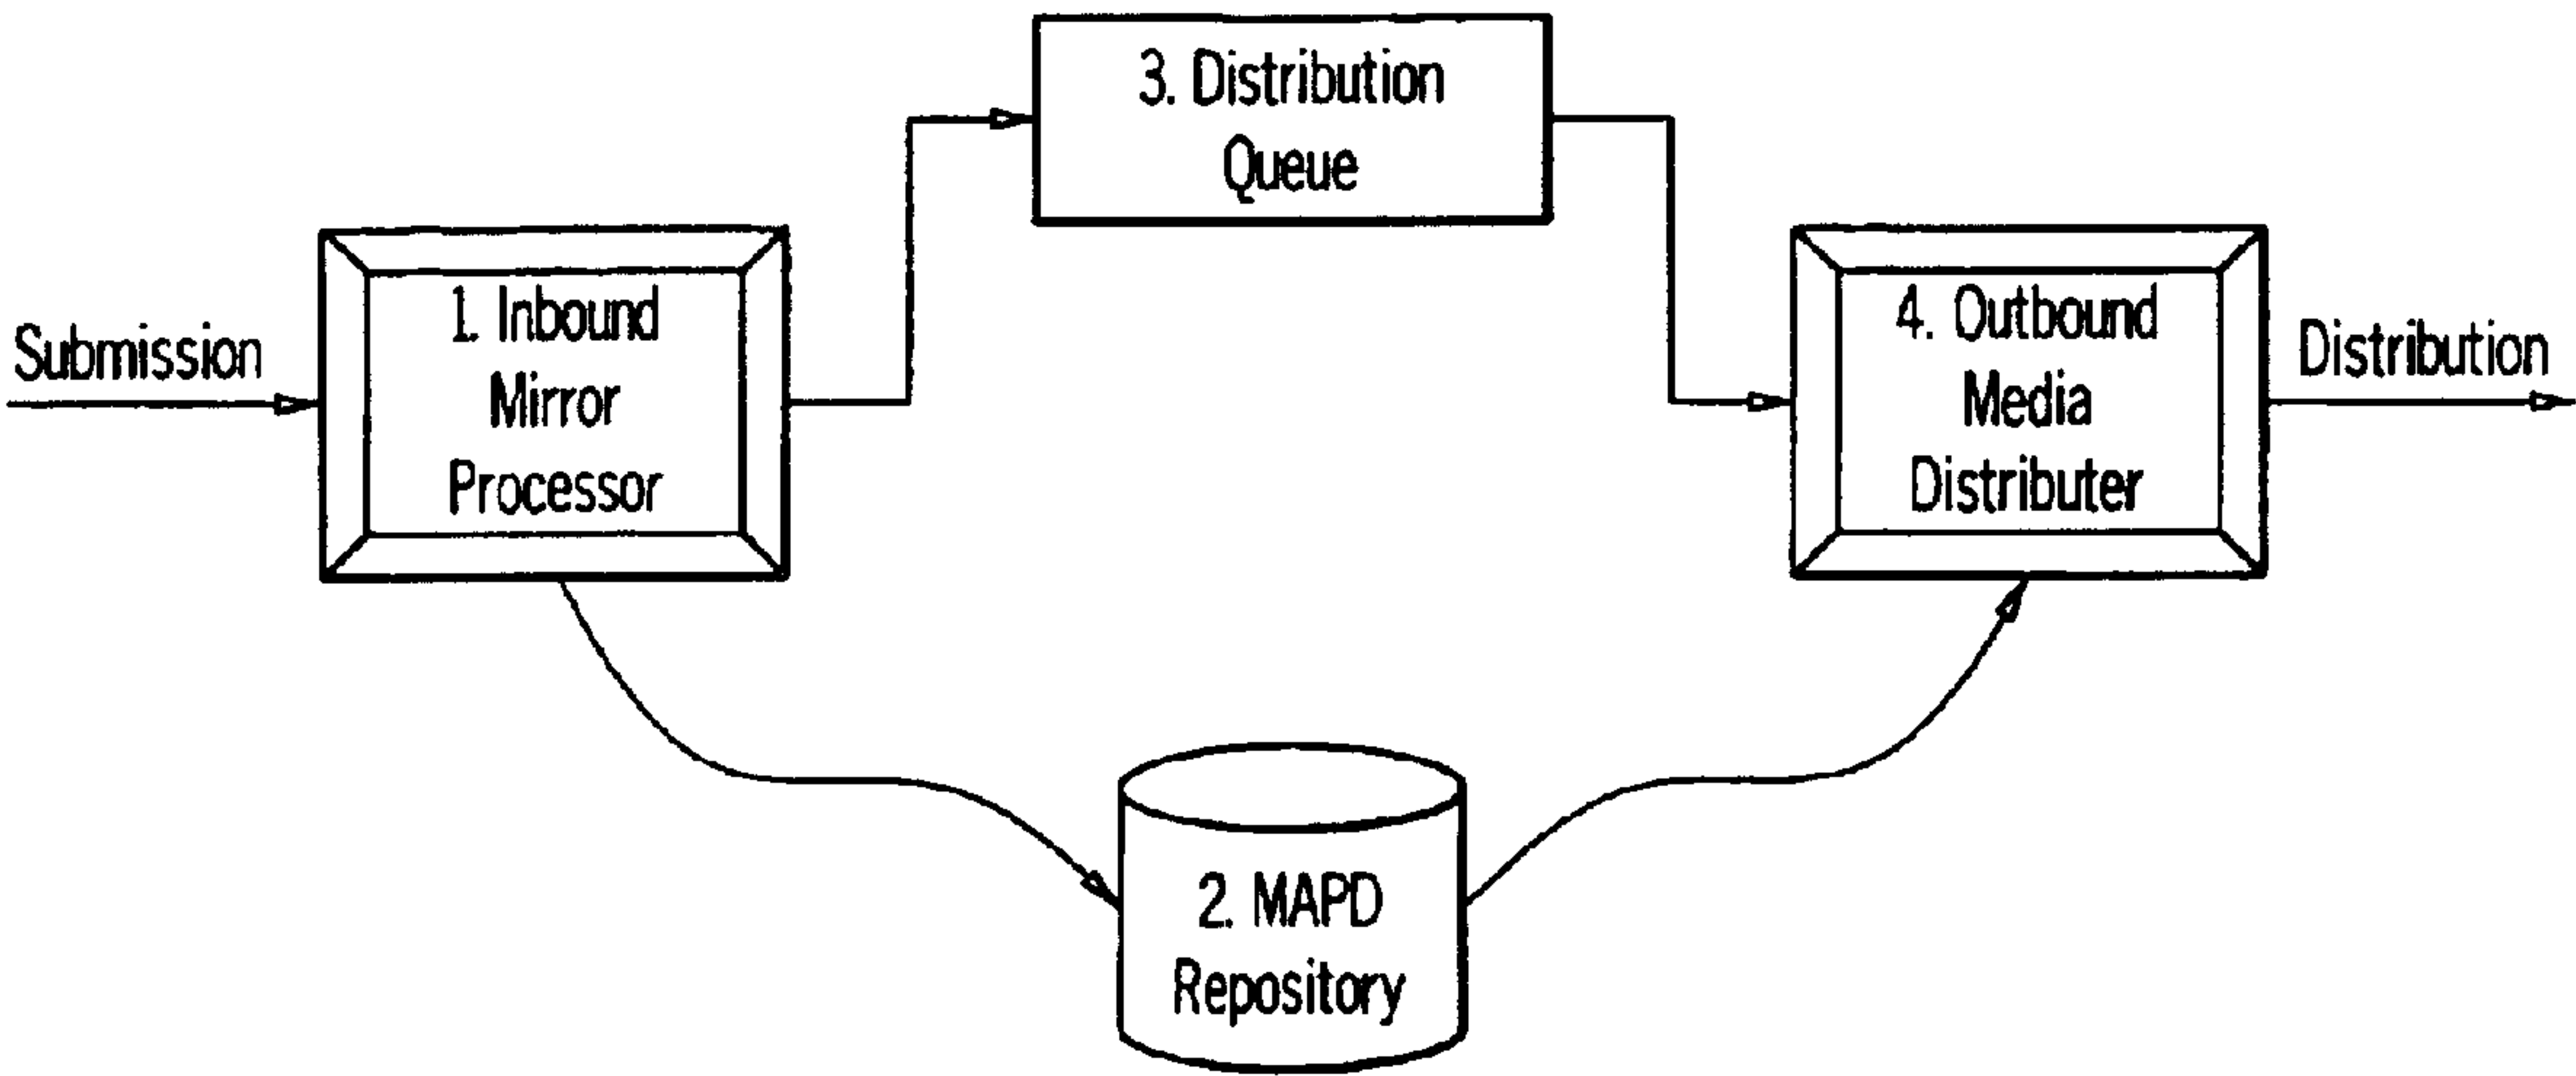 Submission
1. Inbound
Mirror
Processor
3. Distribution
Queue
4. Outbound
Media
Distributer
Distribution
2. MAPD
Repository